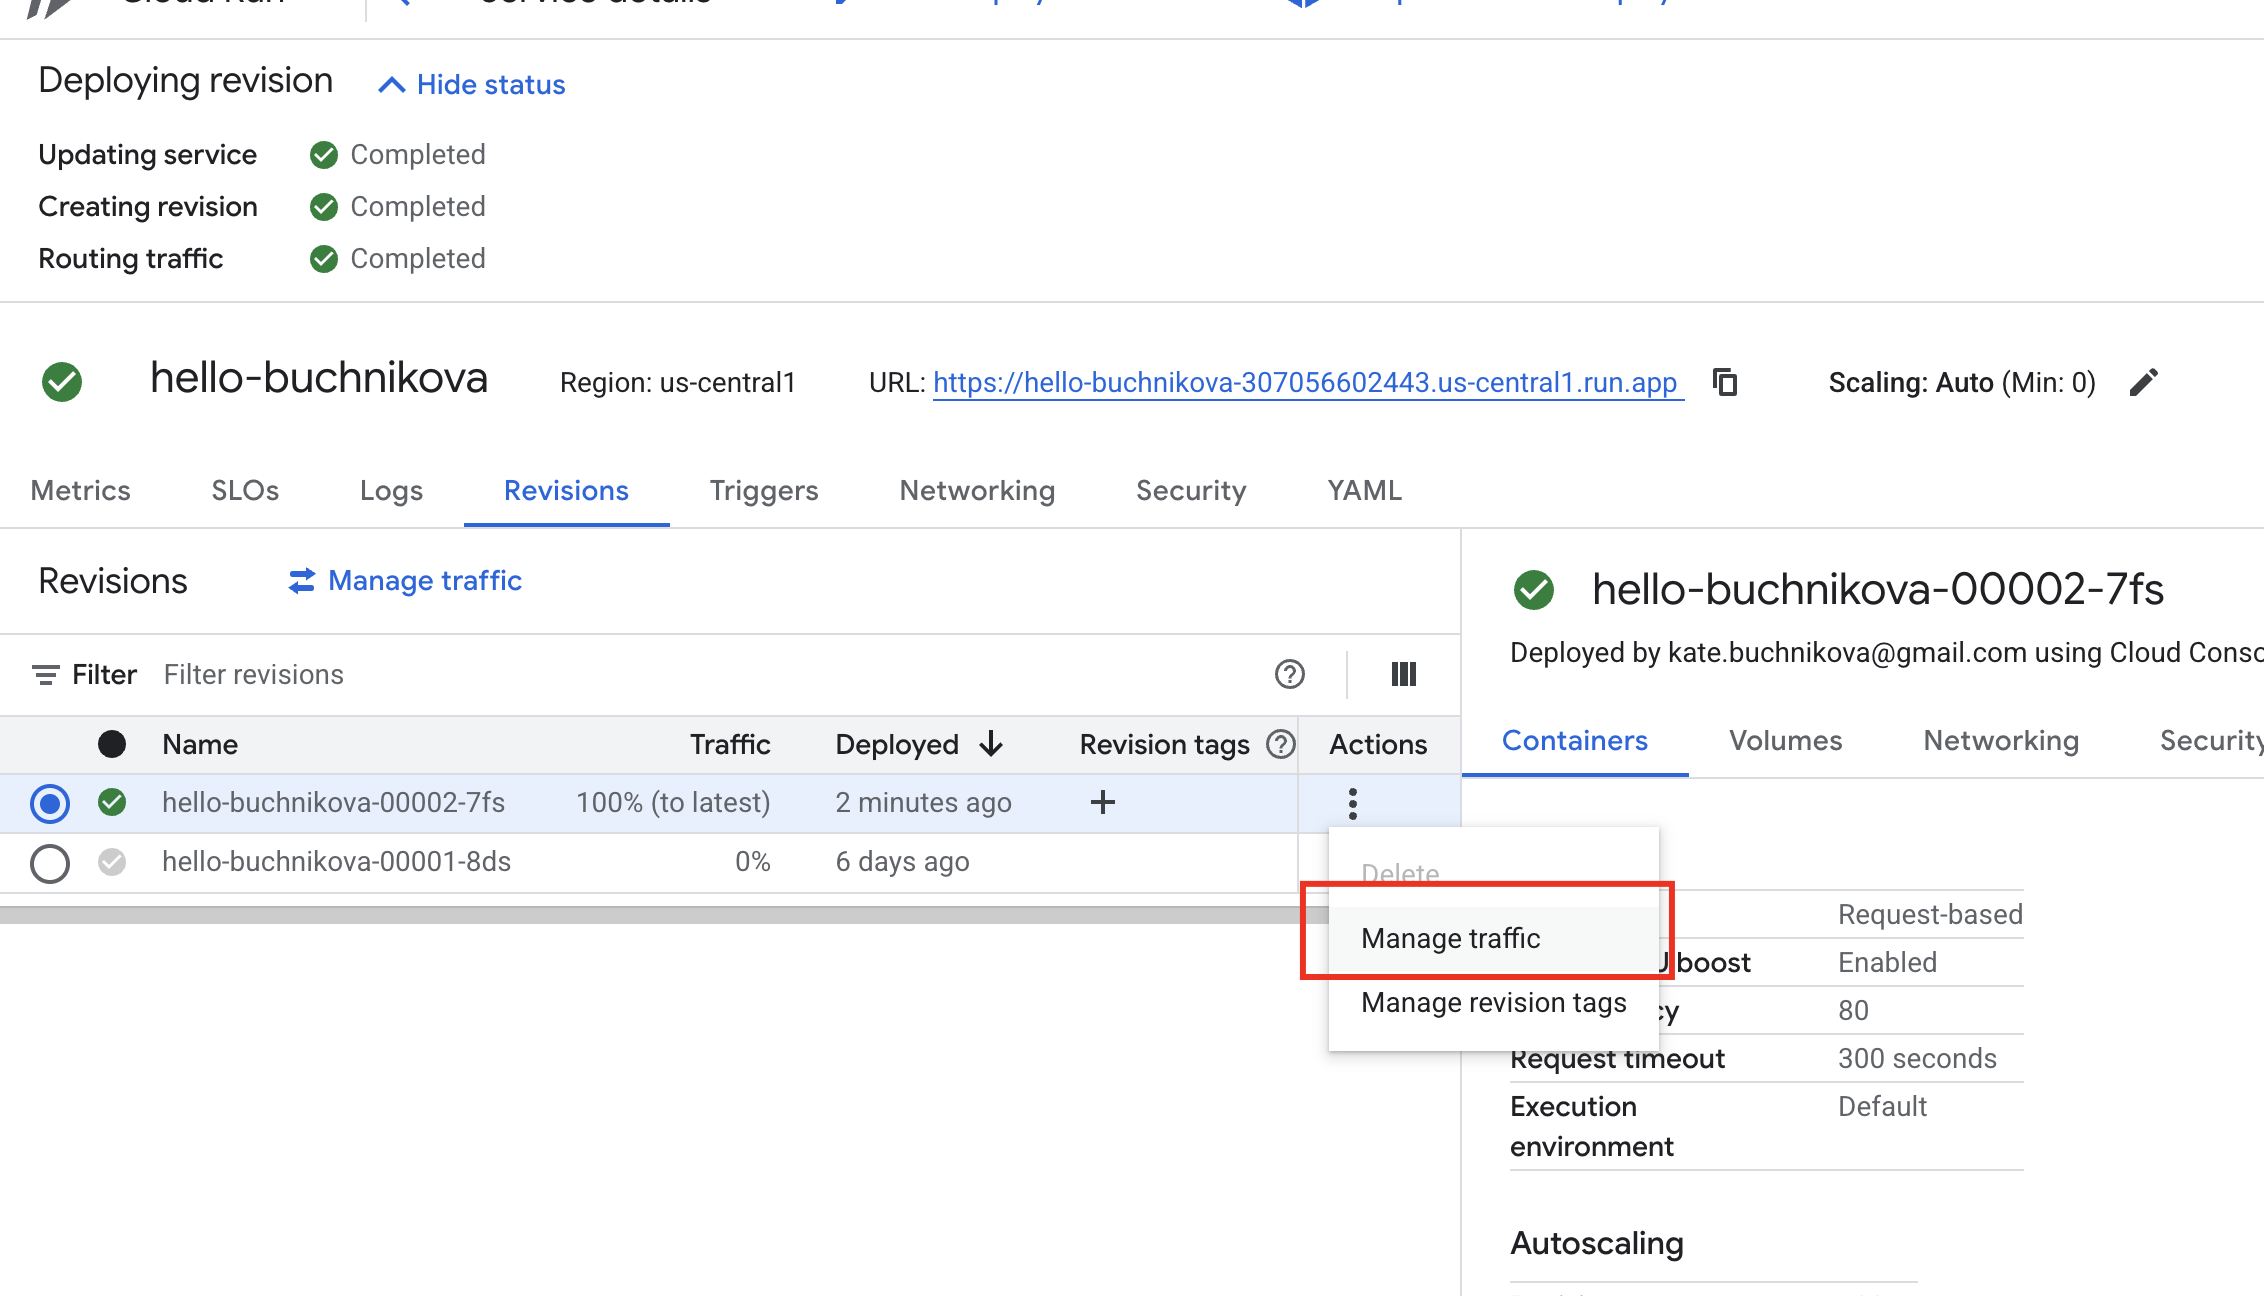 Cloud Run
Service details
Deploying revision Hide status
Updating service Completed
Creating revision Completed
Routing traffic Completed
hello-buchnikova Region: us-central1 URL: https://hello-buchnikova-307056602443.us-central1.run.app Scaling: Auto (Min: 0)
Metrics SLOs Logs Revisions Triggers Networking Security YAML
Revisions Manage traffic
Filter Filter revisions
Name Traffic Deployed Revision tags Actions
hello-buchnikova-00002-7fs 100% (to latest) 2 minutes ago +
hello-buchnikova-00001-8ds 0% 6 days ago
Delete
Manage traffic
Manage revision tags
hello-buchnikova-00002-7fs
Deployed by kate.buchnikova@gmail.com using Cloud Conso
Containers Volumes Networking Security
Request-based
boost Enabled
cy 80
Request timeout 300 seconds
Execution environment Default
Autoscaling